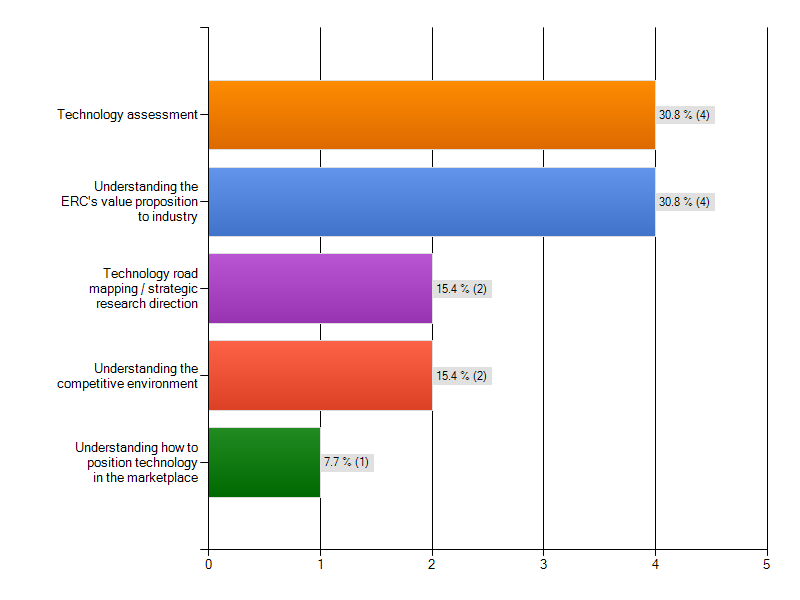 Technology assessment
30.8 % (4)
Understanding the
ERC's value proposition
to industry
30.8 % (4)
Technology road
mapping / strategic
research direction
15.4 % (2)
Understanding the
competitive environment
15.4 % (2)
Understanding how to
position technology
in the marketplace
7.7 % (1)
0 1 2 3 4 5